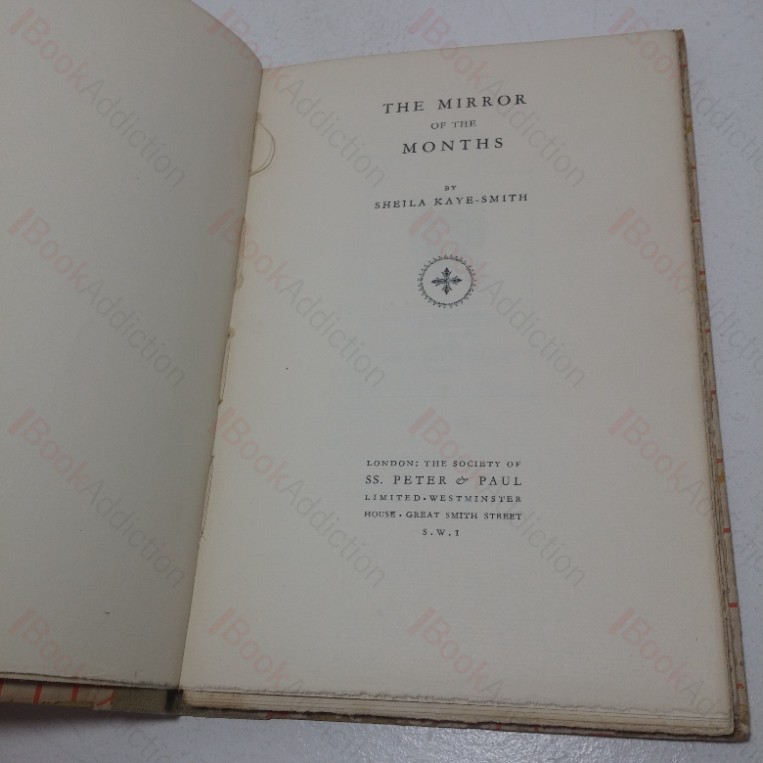 THE MIRROR
OF THE
MONTHS
BY
SHEILA KAYE-SMITH
LONDON: THE SOCIETY OF
SS. PETER & PAUL
LIMITED · WESTMINSTER
HOUSE · GREAT SMITH STREET
S.W.1
BookAddiction